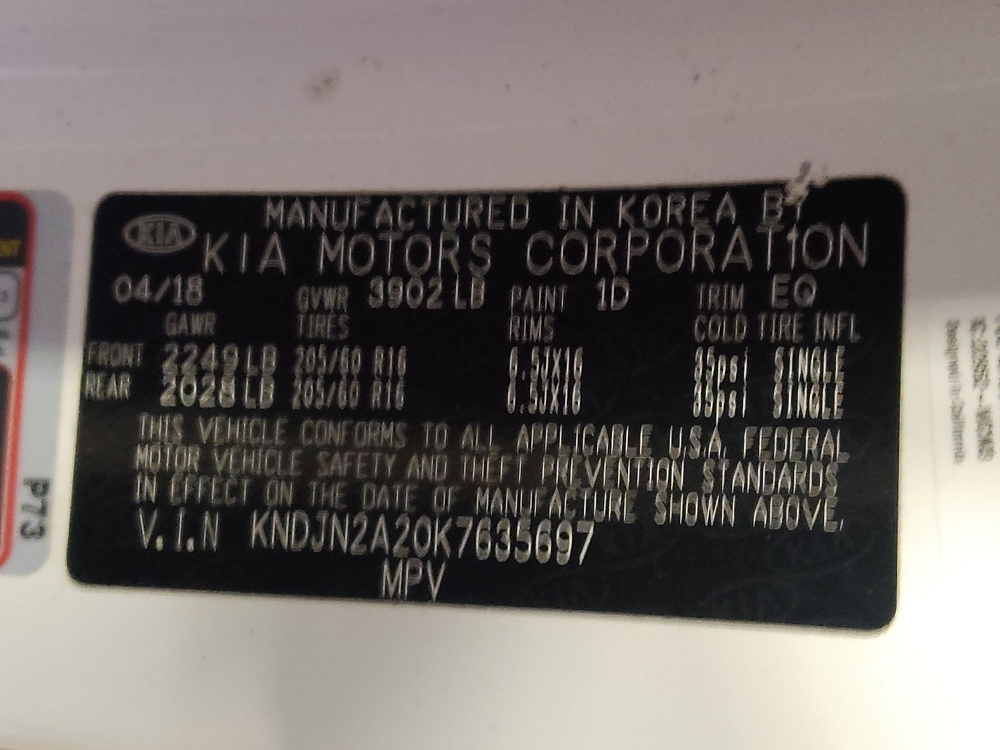 KIA
MANUFACTURED IN KOREA BY
KIA MOTORS CORPORATION
04/18 GVWR 3902 LB PAINT 1D TRIM EQ
GAWR TIRES RIMS COLD TIRE INFL
FRONT 2249 LB 205/60 R16 6.5JX16 35psi SINGLE
REAR 2028 LB 205/60 R16 6.5JX16 35psi SINGLE
THIS VEHICLE CONFORMS TO ALL APPLICABLE U.S.A. FEDERAL
MOTOR VEHICLE SAFETY AND THEFT PREVENTION STANDARDS
IN EFFECT ON THE DATE OF MANUFACTURE SHOWN ABOVE.
V.I.N KNDJN2A20K7635697
MPV
P73